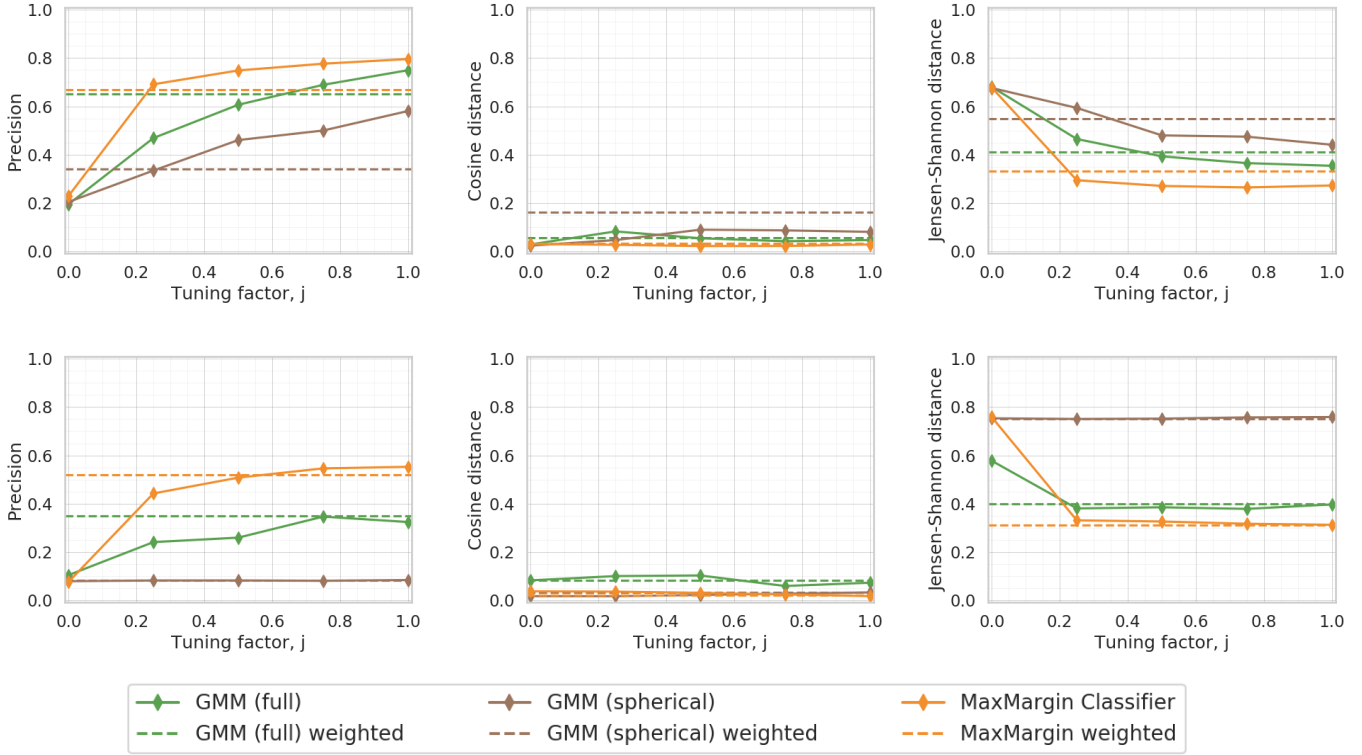 1.0
0.8
0.6
0.4
0.2
0.0
Precision
0.0 0.2 0.4 0.6 0.8 1.0
Tuning factor, j
1.0
0.8
0.6
0.4
0.2
0.0
Cosine distance
0.0 0.2 0.4 0.6 0.8 1.0
Tuning factor, j
1.0
0.8
0.6
0.4
0.2
0.0
Jensen-Shannon distance
0.0 0.2 0.4 0.6 0.8 1.0
Tuning factor, j
1.0
0.8
0.6
0.4
0.2
0.0
Precision
0.0 0.2 0.4 0.6 0.8 1.0
Tuning factor, j
1.0
0.8
0.6
0.4
0.2
0.0
Cosine distance
0.0 0.2 0.4 0.6 0.8 1.0
Tuning factor, j
1.0
0.8
0.6
0.4
0.2
0.0
Jensen-Shannon distance
0.0 0.2 0.4 0.6 0.8 1.0
Tuning factor, j
GMM (full)
GMM (full) weighted
GMM (spherical)
GMM (spherical) weighted
MaxMargin Classifier
MaxMargin weighted